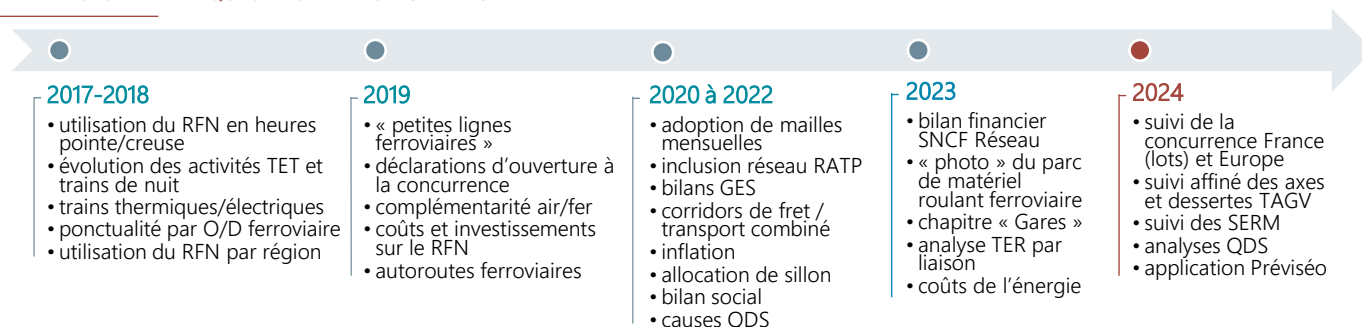 2017-2018
• utilisation du RFN en heures
pointe/creuse
• évolution des activités TET et
trains de nuit
• trains thermiques/électriques
• ponctualité par O/D ferroviaire
• utilisation du RFN par région
2019
• « petites lignes
ferroviaires »
• déclarations d’ouverture à
la concurrence
• complémentarité air/fer
• coûts et investissements
sur le RFN
• autoroutes ferroviaires
2020 à 2022
• adoption de mailles
mensuelles
• inclusion réseau RATP
• bilans GES
• corridors de fret /
transport combiné
• inflation
• allocation de sillon
• bilan social
• causes QDS
2023
• bilan financier
SNCF Réseau
• « photo » du parc
de matériel
roulant ferroviaire
• chapitre « Gares »
• analyse TER par
liaison
• coûts de l’énergie
2024
• suivi de la
concurrence France
(lots) et Europe
• suivi affiné des axes
et dessertes TAGV
• suivi des SERM
• analyses QDS
• application Préviséo